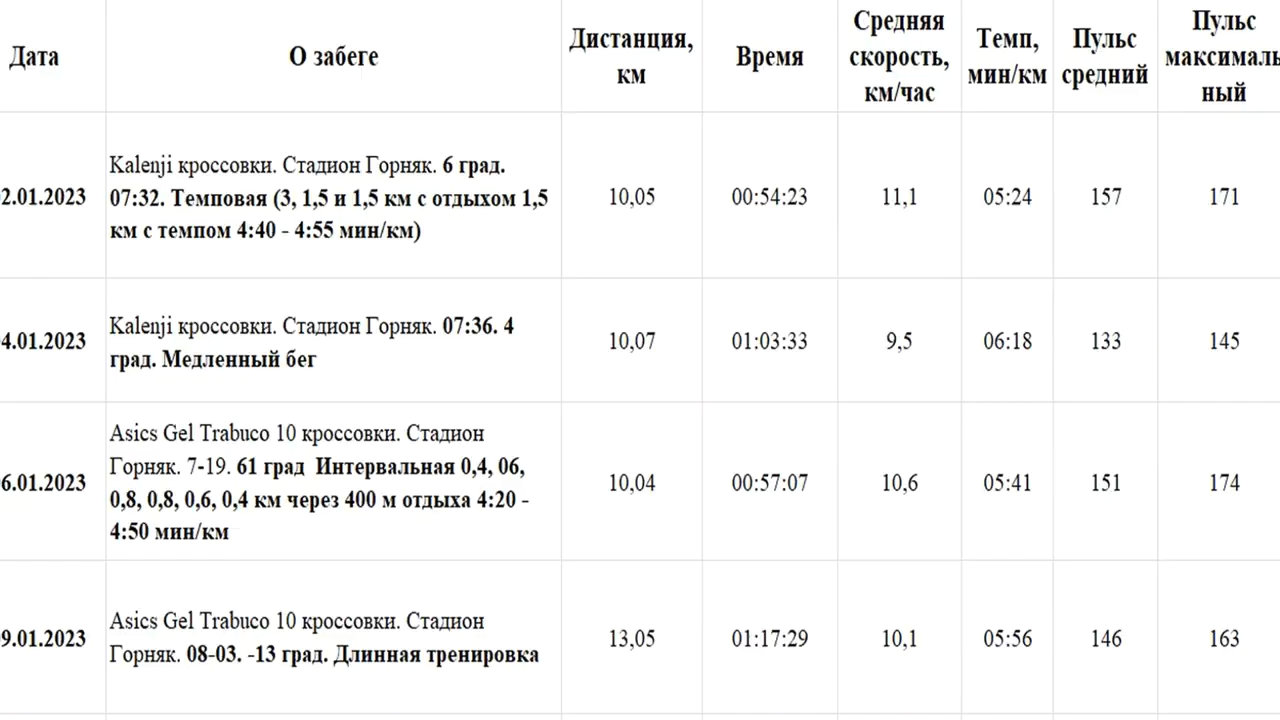 Дата
О забеге
Дистанция,
км
Время
Средняя
скорость,
км/час
Темп,
мин/км
Пульс
средний
Пульс
максималь
ный
2.01.2023
Kalenji кроссовки. Стадион Горняк. 6 град.
07:32. Темповая (3, 1,5 и 1,5 км с отдыхом 1,5
км с темпом 4:40 - 4:55 мин/км)
10,05
00:54:23
11,1
05:24
157
171
4.01.2023
Kalenji кроссовки. Стадион Горняк. 07:36. 4
град. Медленный бег
10,07
01:03:33
9,5
06:18
133
145
6.01.2023
Asics Gel Trabuco 10 кроссовки. Стадион
Горняк. 7-19. 61 град  Интервальная 0,4, 06,
0,8, 0,8, 0,6, 0,4 км через 400 м отдыха 4:20 -
4:50 мин/км
10,04
00:57:07
10,6
05:41
151
174
9.01.2023
Asics Gel Trabuco 10 кроссовки. Стадион
Горняк. 08-03. -13 град. Длинная тренировка
13,05
01:17:29
10,1
05:56
146
163